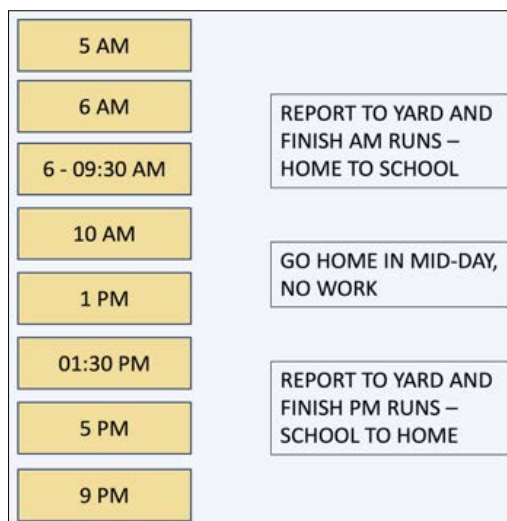 5 AM
6 AM
6 - 09:30 AM
10 AM
1 PM
01:30 PM
5 PM
9 PM
REPORT TO YARD AND
FINISH AM RUNS –
HOME TO SCHOOL
GO HOME IN MID-DAY,
NO WORK
REPORT TO YARD AND
FINISH PM RUNS –
SCHOOL TO HOME